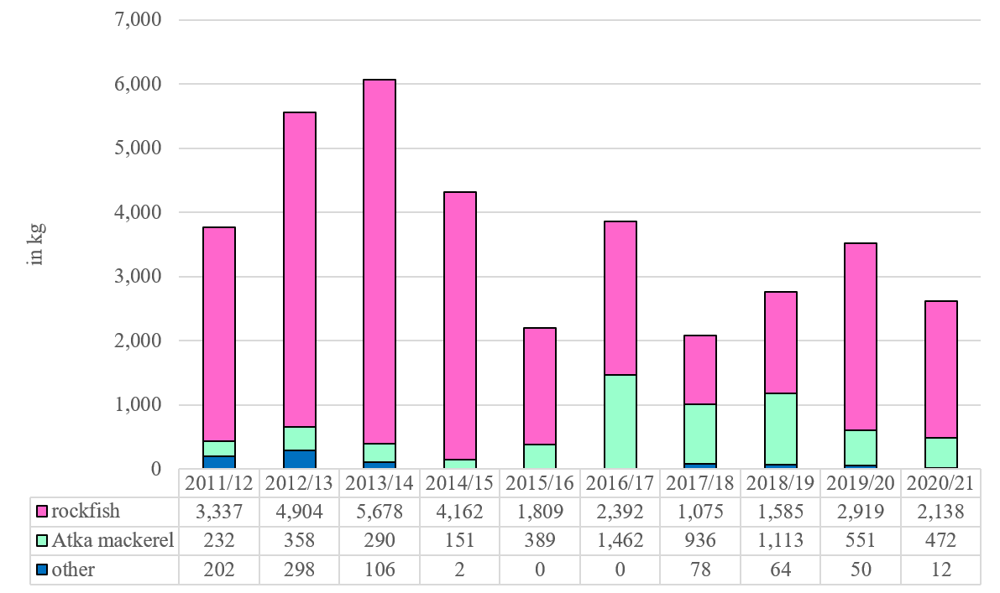 7,000
6,000
5,000
4,000
3,000
2,000
1,000
0
in kg
2011/12 2012/13 2013/14 2014/15 2015/16 2016/17 2017/18 2018/19 2019/20 2020/21
rockfish 3,337 4,904 5,678 4,162 1,809 2,392 1,075 1,585 2,919 2,138
Atka mackerel 232 358 290 151 389 1,462 936 1,113 551 472
other 202 298 106 2 0 0 78 64 50 12